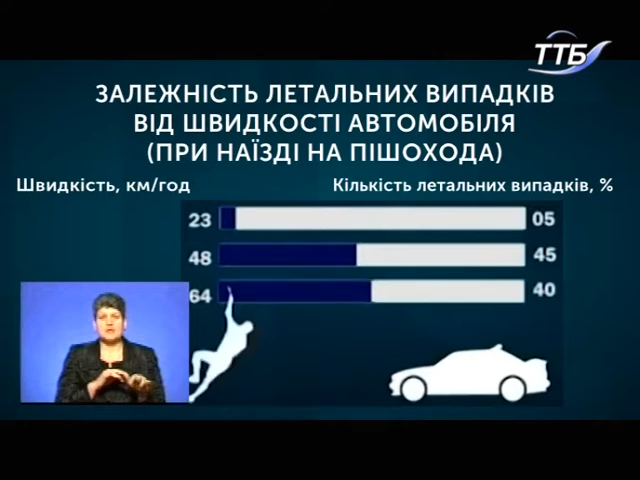 ТТБ
ЗАЛЕЖНІСТЬ ЛЕТАЛЬНИХ ВИПАДКІВ
ВІД ШВИДКОСТІ АВТОМОБІЛЯ
(ПРИ НАЇЗДІ НА ПІШОХОДА)
Швидкість, км/год Кількість летальних випадків, %
23 05
48 45
64 40